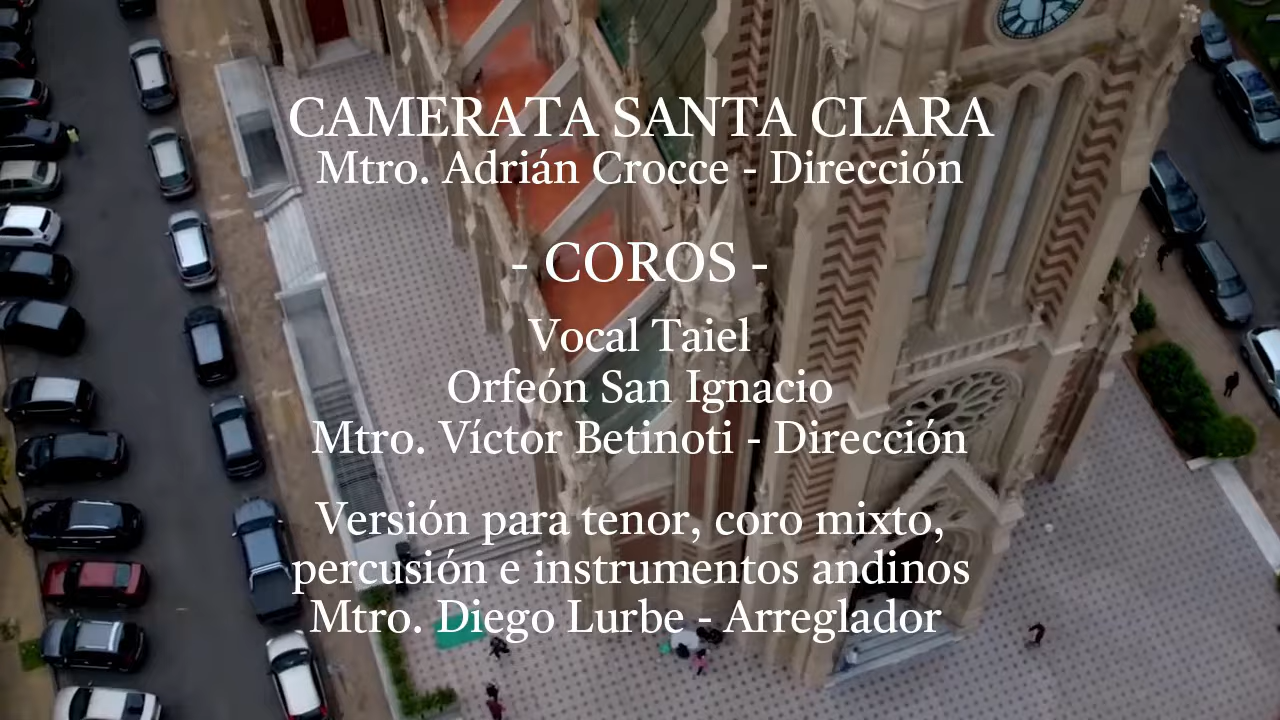 CAMERATA SANTA CLARA
Mtro. Adrián Crocce - Dirección
- COROS -
Vocal Taiel
Orfeón San Ignacio
Mtro. Víctor Betinoti - Dirección
Versión para tenor, coro mixto,
percusión e instrumentos andinos
Mtro. Diego Lurbe - Arreglador